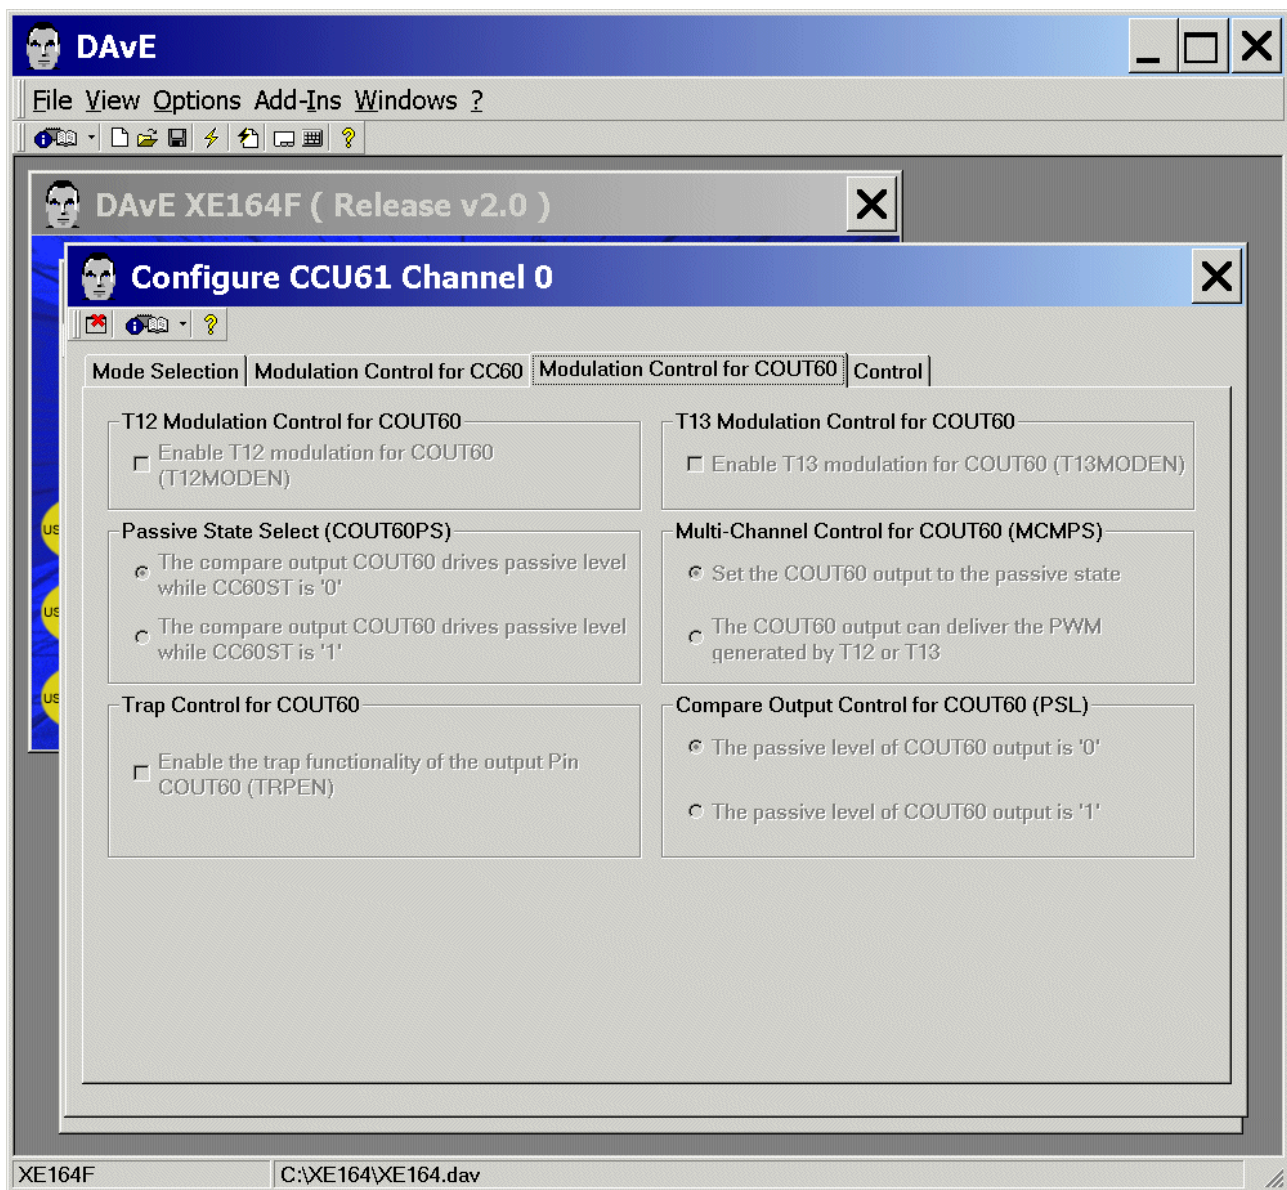 DAvE
File View Options Add-Ins Windows ?
DAvE XE164F ( Release v2.0 )
Configure CCU61 Channel 0
Mode Selection Modulation Control for CC60 Modulation Control for COUT60 Control
T12 Modulation Control for COUT60
Enable T12 modulation for COUT60
(T12MODEN)
T13 Modulation Control for COUT60
Enable T13 modulation for COUT60 (T13MODEN)
Passive State Select (COUT60PS)
The compare output COUT60 drives passive level
while CC60ST is '0'
The compare output COUT60 drives passive level
while CC60ST is '1'
Multi-Channel Control for COUT60 (MCMPS)
Set the COUT60 output to the passive state
The COUT60 output can deliver the PWM
generated by T12 or T13
Trap Control for COUT60
Enable the trap functionality of the output Pin
COUT60 (TRPEN)
Compare Output Control for COUT60 (PSL)
The passive level of COUT60 output is '0'
The passive level of COUT60 output is '1'
US
US
US
XE164F
C:\XE164\XE164.dav